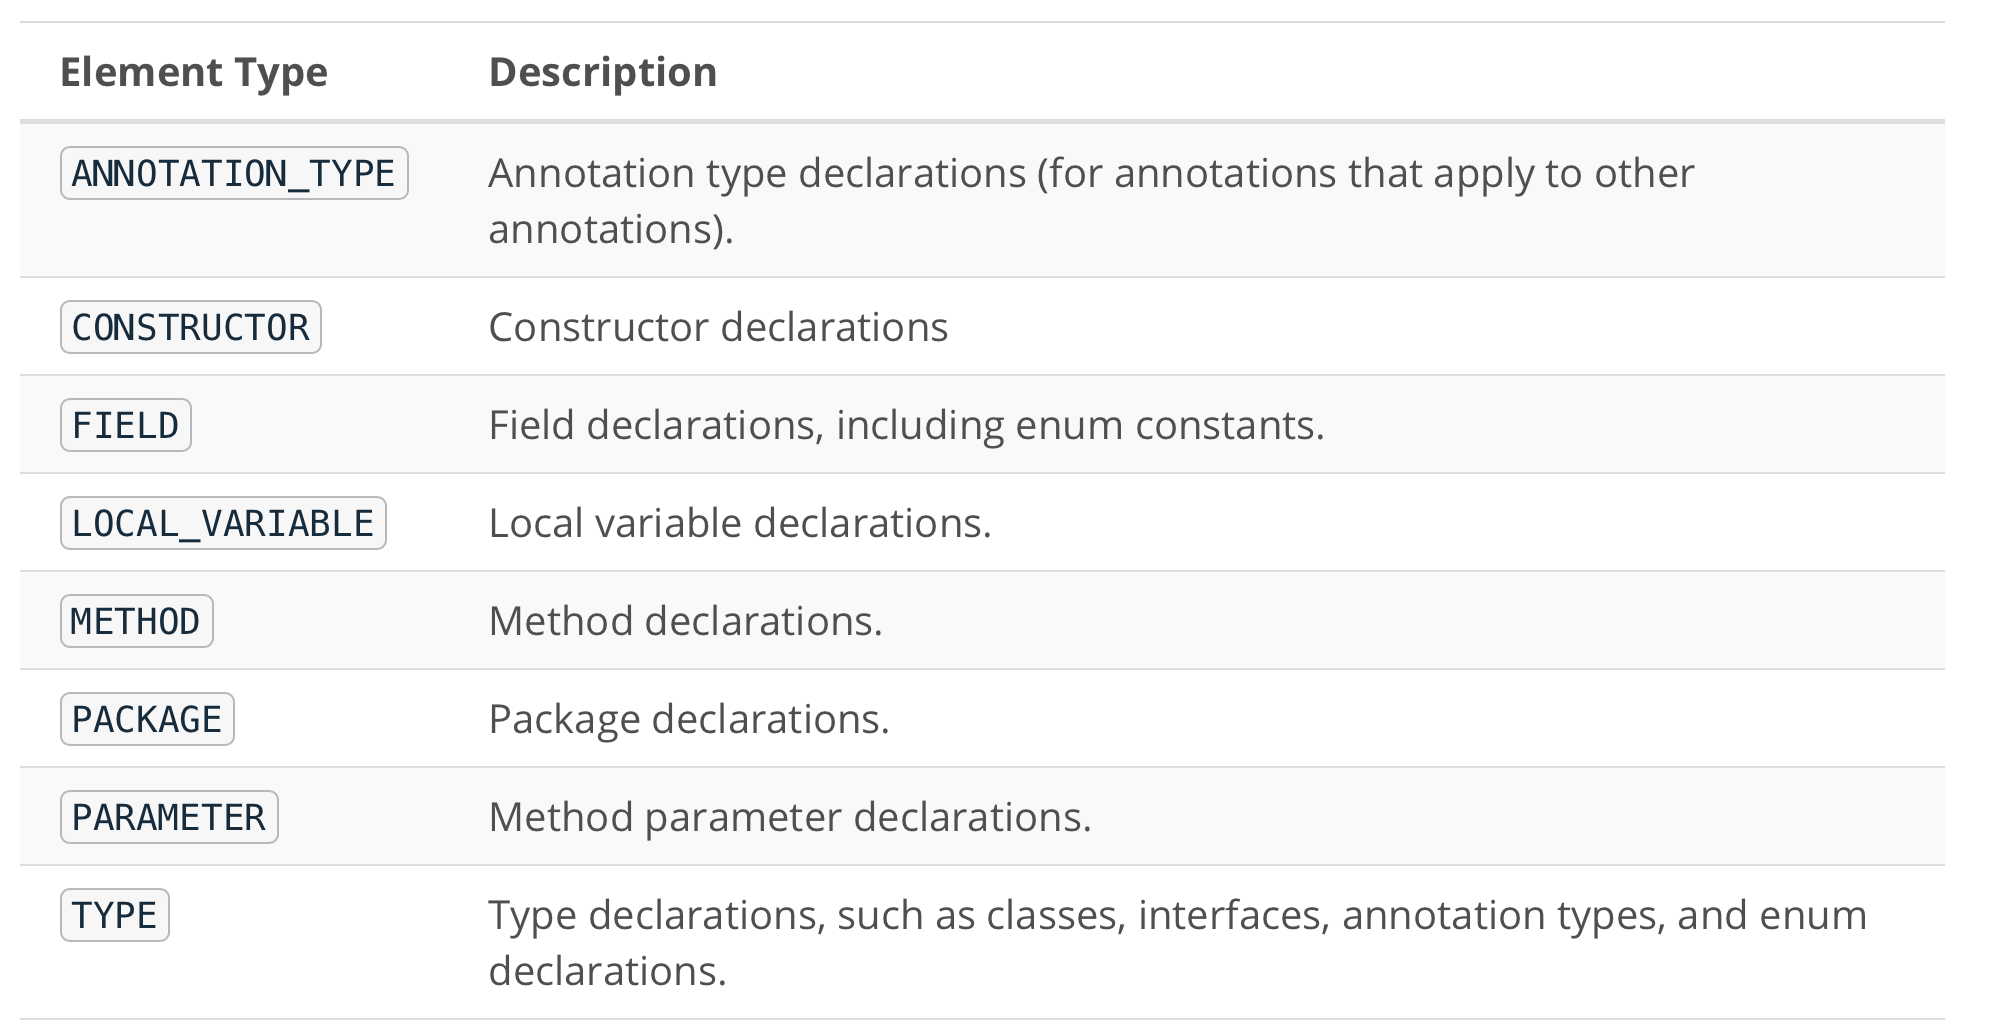 Element Type Description
ANNOTATION_TYPE Annotation type declarations (for annotations that apply to other
annotations).
CONSTRUCTOR Constructor declarations
FIELD Field declarations, including enum constants.
LOCAL_VARIABLE Local variable declarations.
METHOD Method declarations.
PACKAGE Package declarations.
PARAMETER Method parameter declarations.
TYPE Type declarations, such as classes, interfaces, annotation types, and enum
declarations.